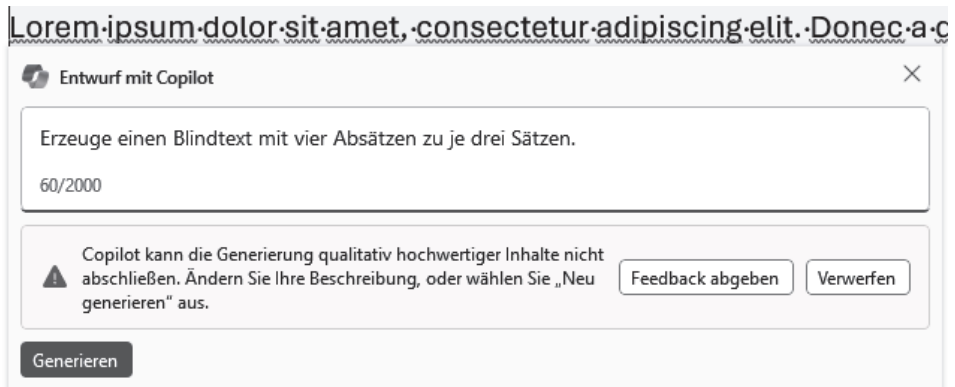 Lorem·ipsum·dolor·sit·amet,·consectetur·adipiscing·elit.·Donec·a·
Entwurf mit Copilot
Erzeuge einen Blindtext mit vier Absätzen zu je drei Sätzen.
60/2000
Copilot kann die Generierung qualitativ hochwertiger Inhalte nicht
abschließen. Ändern Sie Ihre Beschreibung, oder wählen Sie „Neu
generieren“ aus.
Feedback abgeben
Verwerfen
Generieren